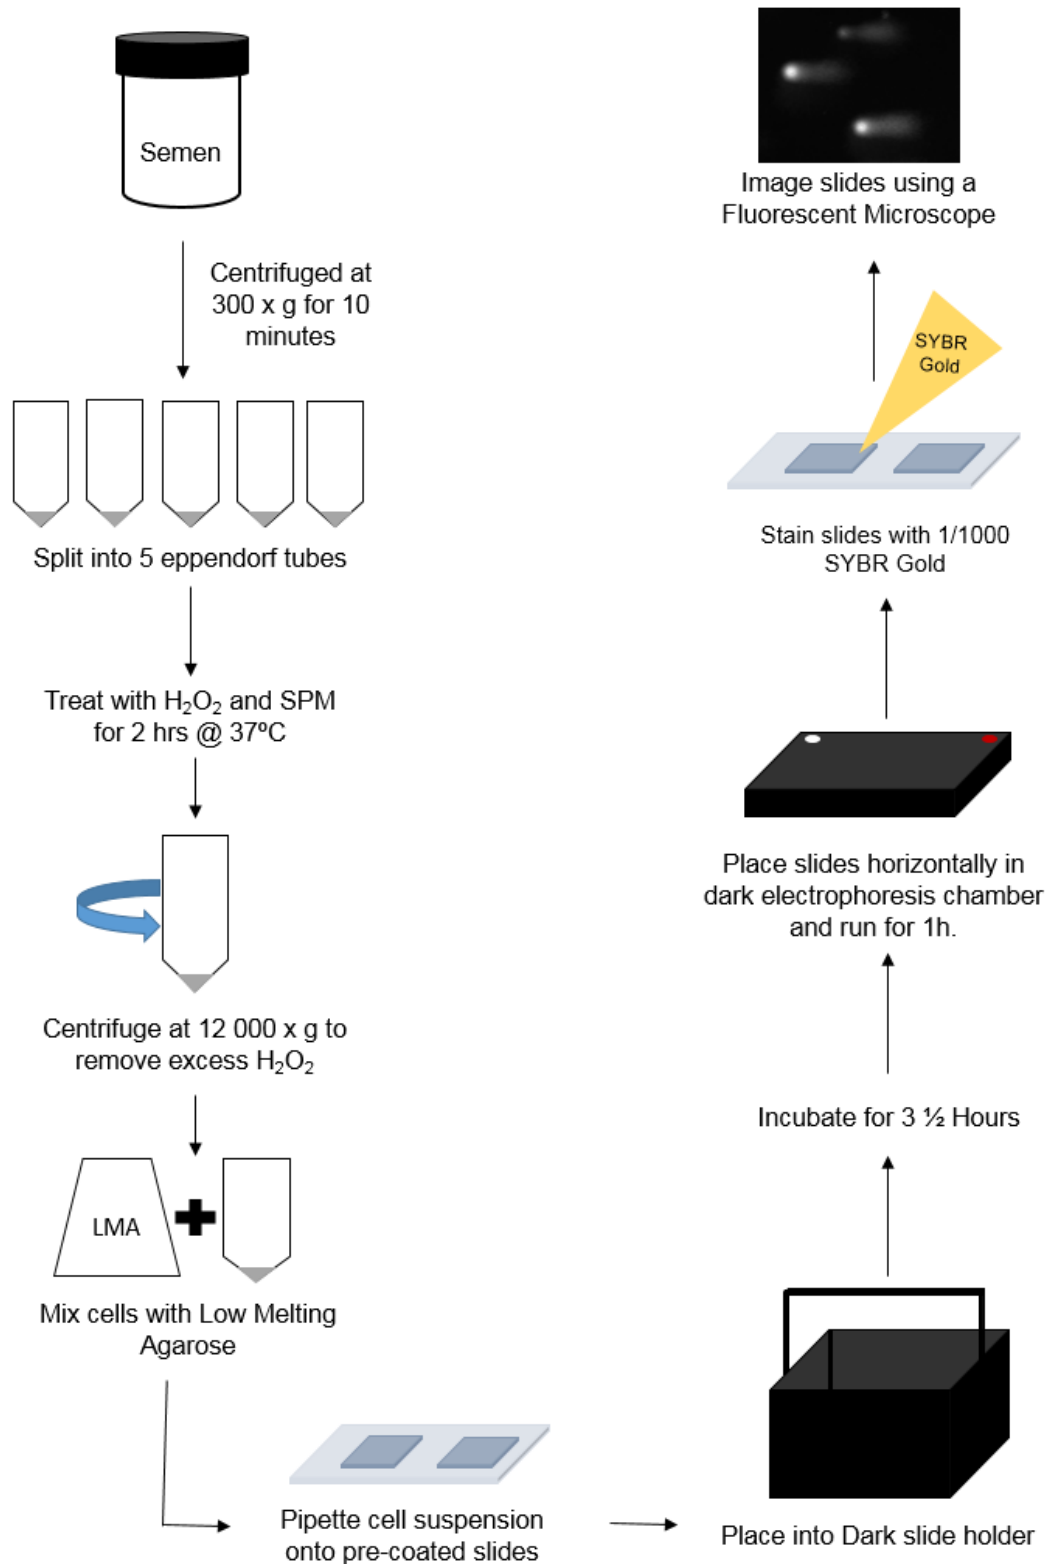 Semen
Centrifuged at
300 x g for 10
minutes
Split into 5 eppendorf tubes
Treat with H₂O₂ and SPM
for 2 hrs @ 37ºC
Centrifuge at 12 000 x g to
remove excess H₂O₂
LMA
Mix cells with Low Melting
Agarose
Pipette cell suspension
onto pre-coated slides
Place into Dark slide holder
Incubate for 3 ½ Hours
Place slides horizontally in
dark electrophoresis chamber
and run for 1h.
Stain slides with 1/1000
SYBR Gold
SYBR
Gold
Image slides using a
Fluorescent Microscope